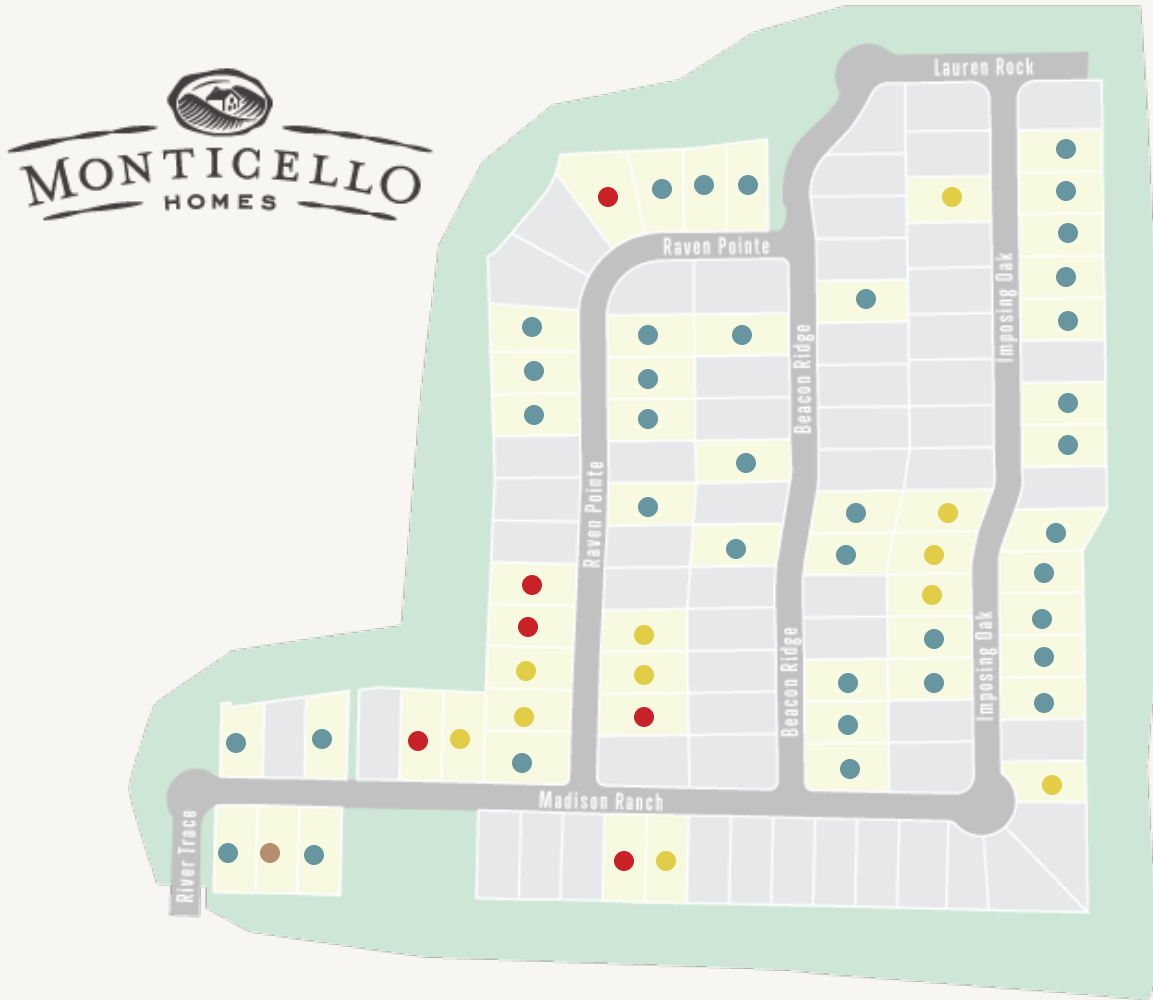 Lauren Rock
MONTICELLO
HOMES
Raven Pointe
Imposing Oak
Beacon Ridge
Raven Pointe
Imposing Oak
Beacon Ridge
Madison Ranch
River Trace